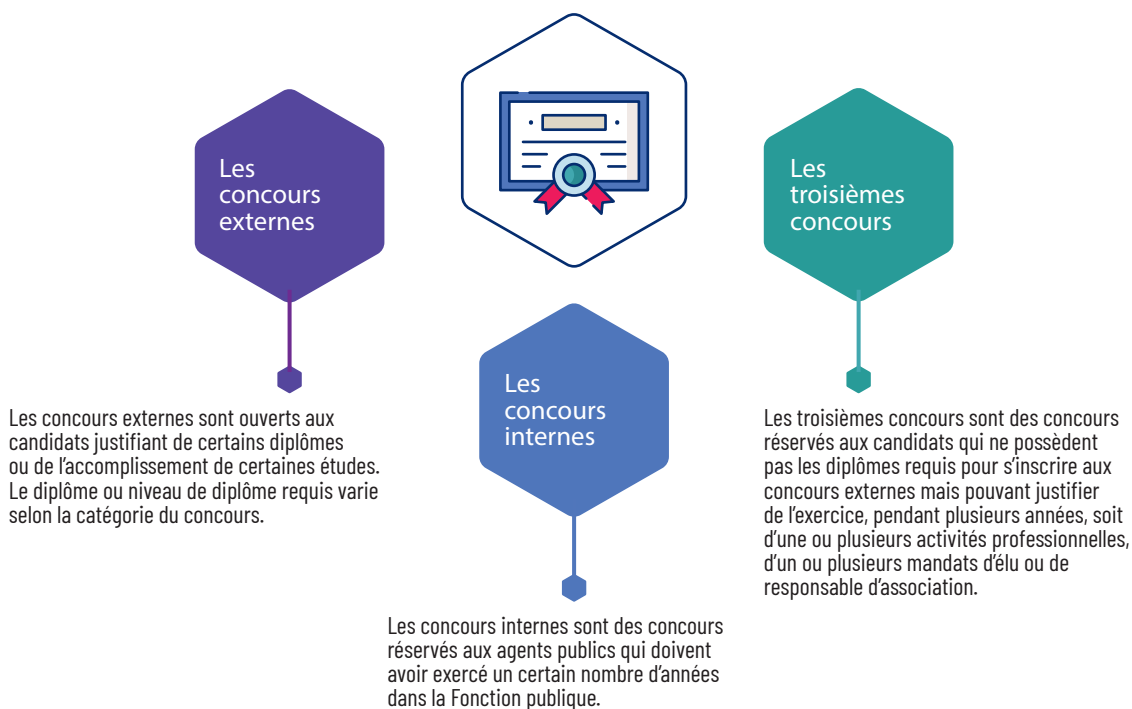 Les
concours
externes
Les concours externes sont ouverts aux
candidats justifiant de certains diplômes
ou de l'accomplissement de certaines études.
Le diplôme ou niveau de diplôme requis varie
selon la catégorie du concours.
Les
concours
internes
Les concours internes sont des concours
réservés aux agents publics qui doivent
avoir exercé un certain nombre d'années
dans la Fonction publique.
Les
troisièmes
concours
Les troisièmes concours sont des concours
réservés aux candidats qui ne possèdent
pas les diplômes requis pour s'inscrire aux
concours externes mais pouvant justifier
de l'exercice, pendant plusieurs années, soit
d'une ou plusieurs activités professionnelles,
d'un ou plusieurs mandats d'élu ou de
responsable d'association.